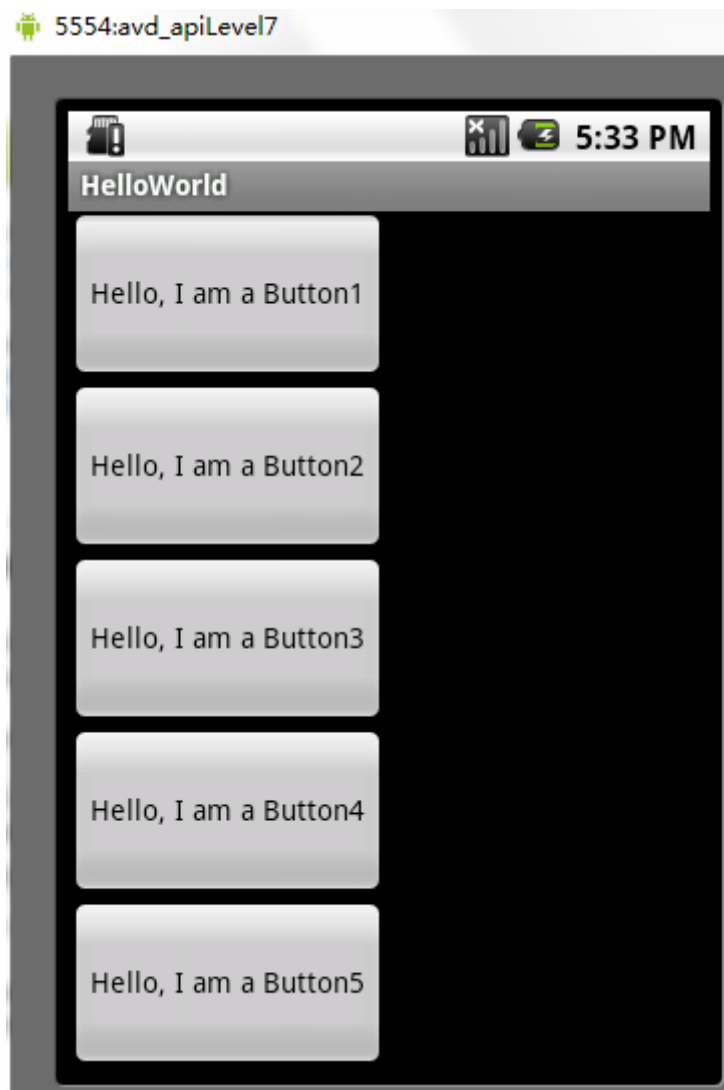 5554:avd_apiLevel7
5:33 PM
HelloWorld
Hello, I am a Button1
Hello, I am a Button2
Hello, I am a Button3
Hello, I am a Button4
Hello, I am a Button5